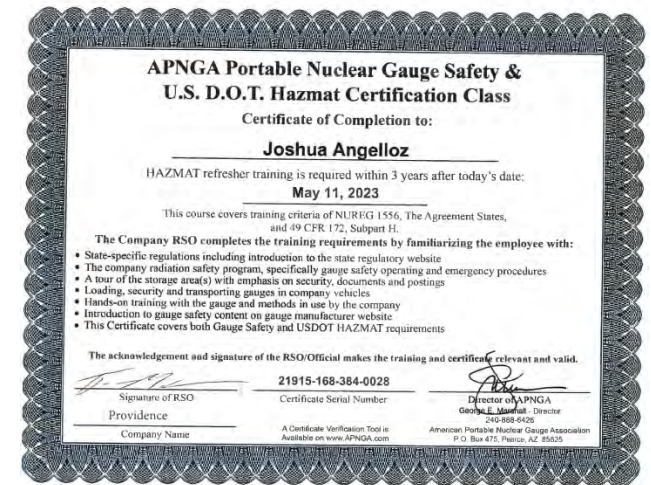 APNGA Portable Nuclear Gauge Safety &
U.S. D.O.T. Hazmat Certification Class
Certificate of Completion to:
Joshua Angelloz
HAZMAT refresher training is required within 3 years after today's date:
May 11, 2023
This course covers training criteria of NUREG 1556, The Agreement States,
and 49 CFR 172, Subpart H.
The Company RSO completes the training requirements by familiarizing the employee with:
• State-specific regulations including introduction to the state regulatory website
• The company radiation safety program, specifically gauge safety operating and emergency procedures
• A tour of the storage area(s) with emphasis on security, documents and postings
• Loading, security and transporting gauges in company vehicles
• Hands-on training with the gauge and methods in use by the company
• Introduction to gauge safety content on gauge manufacturer website
• This Certificate covers both Gauge Safety and USDOT HAZMAT requirements
The acknowledgement and signature of the RSO/Official makes the training and certificate relevant and valid.
Signature of RSO
Providence
Company Name
21915-168-384-0028
Certificate Serial Number
A Certificate Verification Tool is
Available on www.APNGA.com
Director of APNGA
George E. Marshall - Director
240-888-6426
American Portable Nuclear Gauge Association
P.O. Box 475, Pearce, AZ 85625